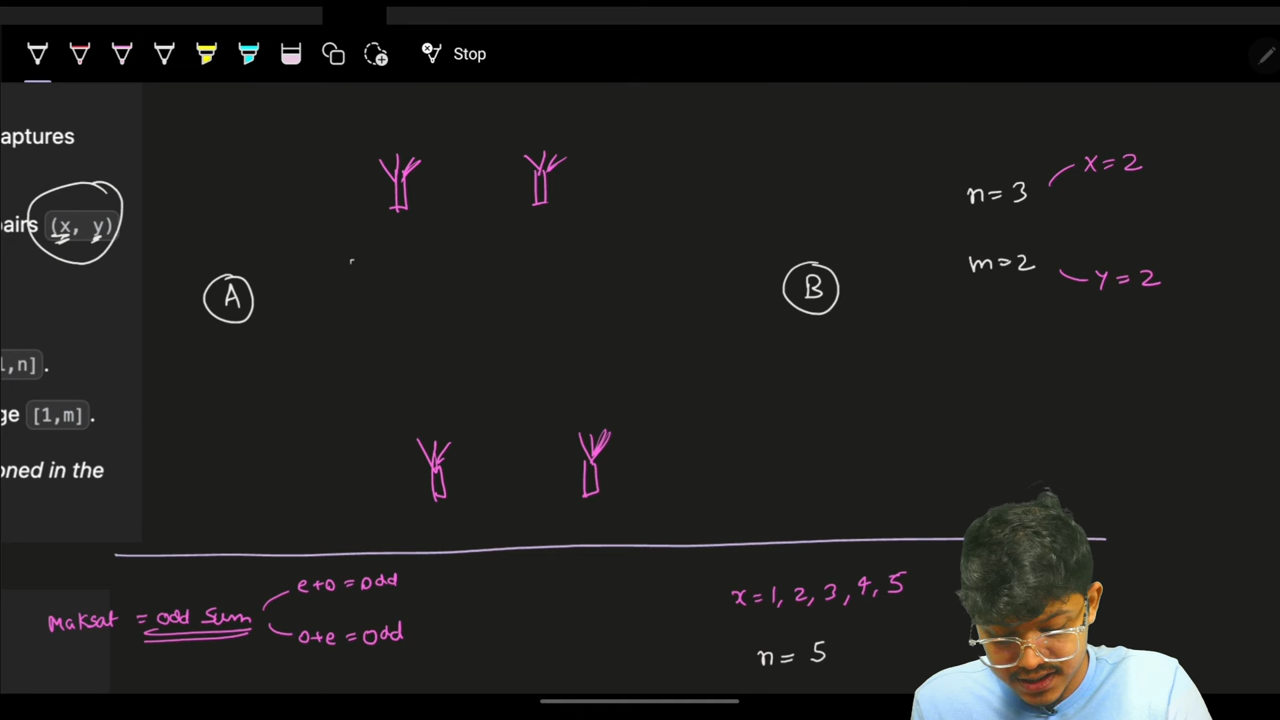 Stop
aptures
airs (x, y)
,n].
ge [1,m].
oned in the
A
B
n=3
x=2
m=2
y=2
Maksat = odd sum
e+o = odd
o+e = odd
x=1, 2, 3, 4, 5
n= 5